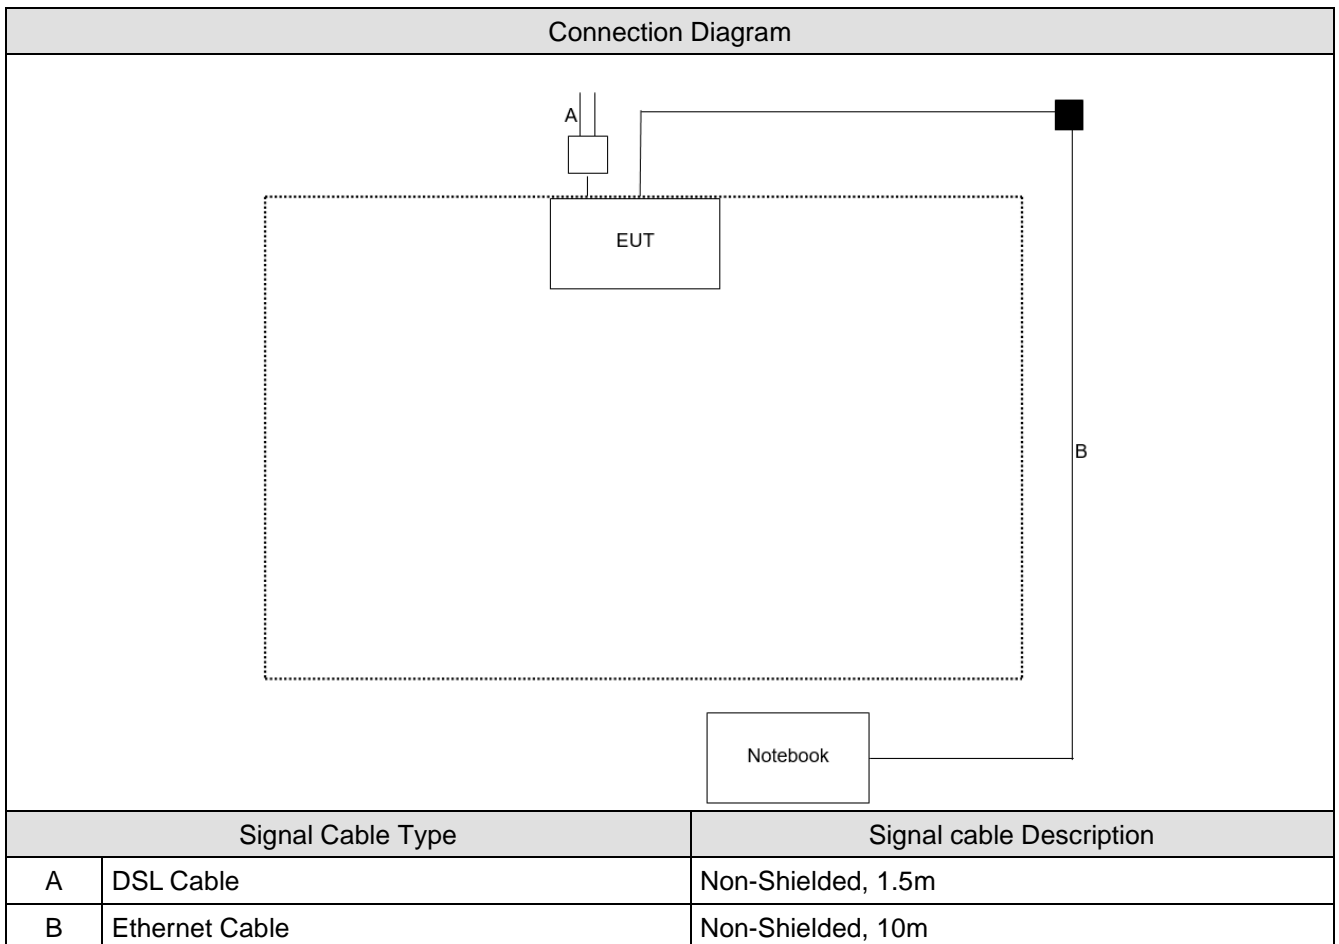 Connection Diagram
A
EUT
B
Notebook
Signal Cable Type Signal cable Description
A DSL Cable Non-Shielded, 1.5m
B Ethernet Cable Non-Shielded, 10m